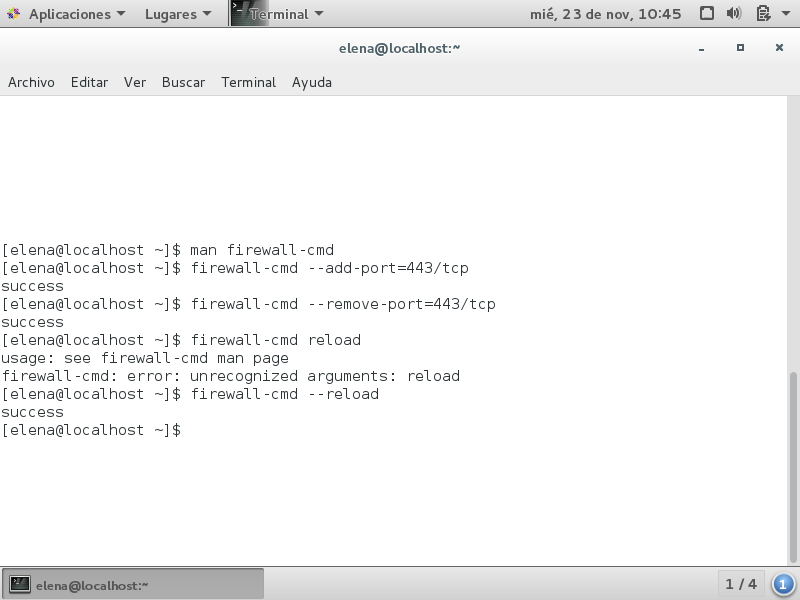 Aplicaciones Lugares Terminal mié, 23 de nov, 10:45
elena@localhost:~
Archivo Editar Ver Buscar Terminal Ayuda
[elena@localhost ~]$ man firewall-cmd
[elena@localhost ~]$ firewall-cmd --add-port=443/tcp
success
[elena@localhost ~]$ firewall-cmd --remove-port=443/tcp
success
[elena@localhost ~]$ firewall-cmd reload
usage: see firewall-cmd man page
firewall-cmd: error: unrecognized arguments: reload
[elena@localhost ~]$ firewall-cmd --reload
success
[elena@localhost ~]$
elena@localhost:~ 1 / 4 1